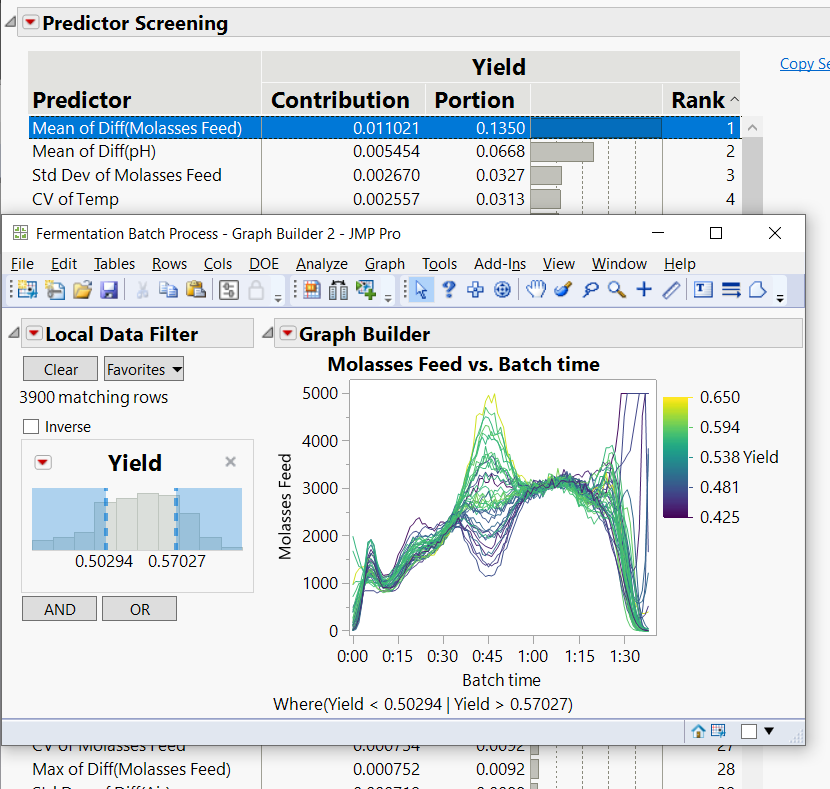 Predictor Screening
Yield
Copy Se
Predictor Contribution Portion Rank
Mean of Diff(Molasses Feed) 0.011021 0.1350 1
Mean of Diff(pH) 0.005454 0.0668 2
Std Dev of Molasses Feed 0.002670 0.0327 3
CV of Temp 0.002557 0.0313 4
Fermentation Batch Process - Graph Builder 2 - JMP Pro
File Edit Tables Rows Cols DOE Analyze Graph Tools Add-Ins View Window Help
Local Data Filter
Clear Favorites
3900 matching rows
Inverse
Yield
0.50294 0.57027
AND OR
Graph Builder
Molasses Feed vs. Batch time
5000
4000
3000
2000
1000
0
Molasses Feed
0:00 0:15 0:30 0:45 1:00 1:15 1:30
Batch time
Where(Yield < 0.50294 | Yield > 0.57027)
0.650
0.594
0.538 Yield
0.481
0.425
CV of Molasses Feed 0.000754 0.0092 27
Max of Diff(Molasses Feed) 0.000752 0.0092 28